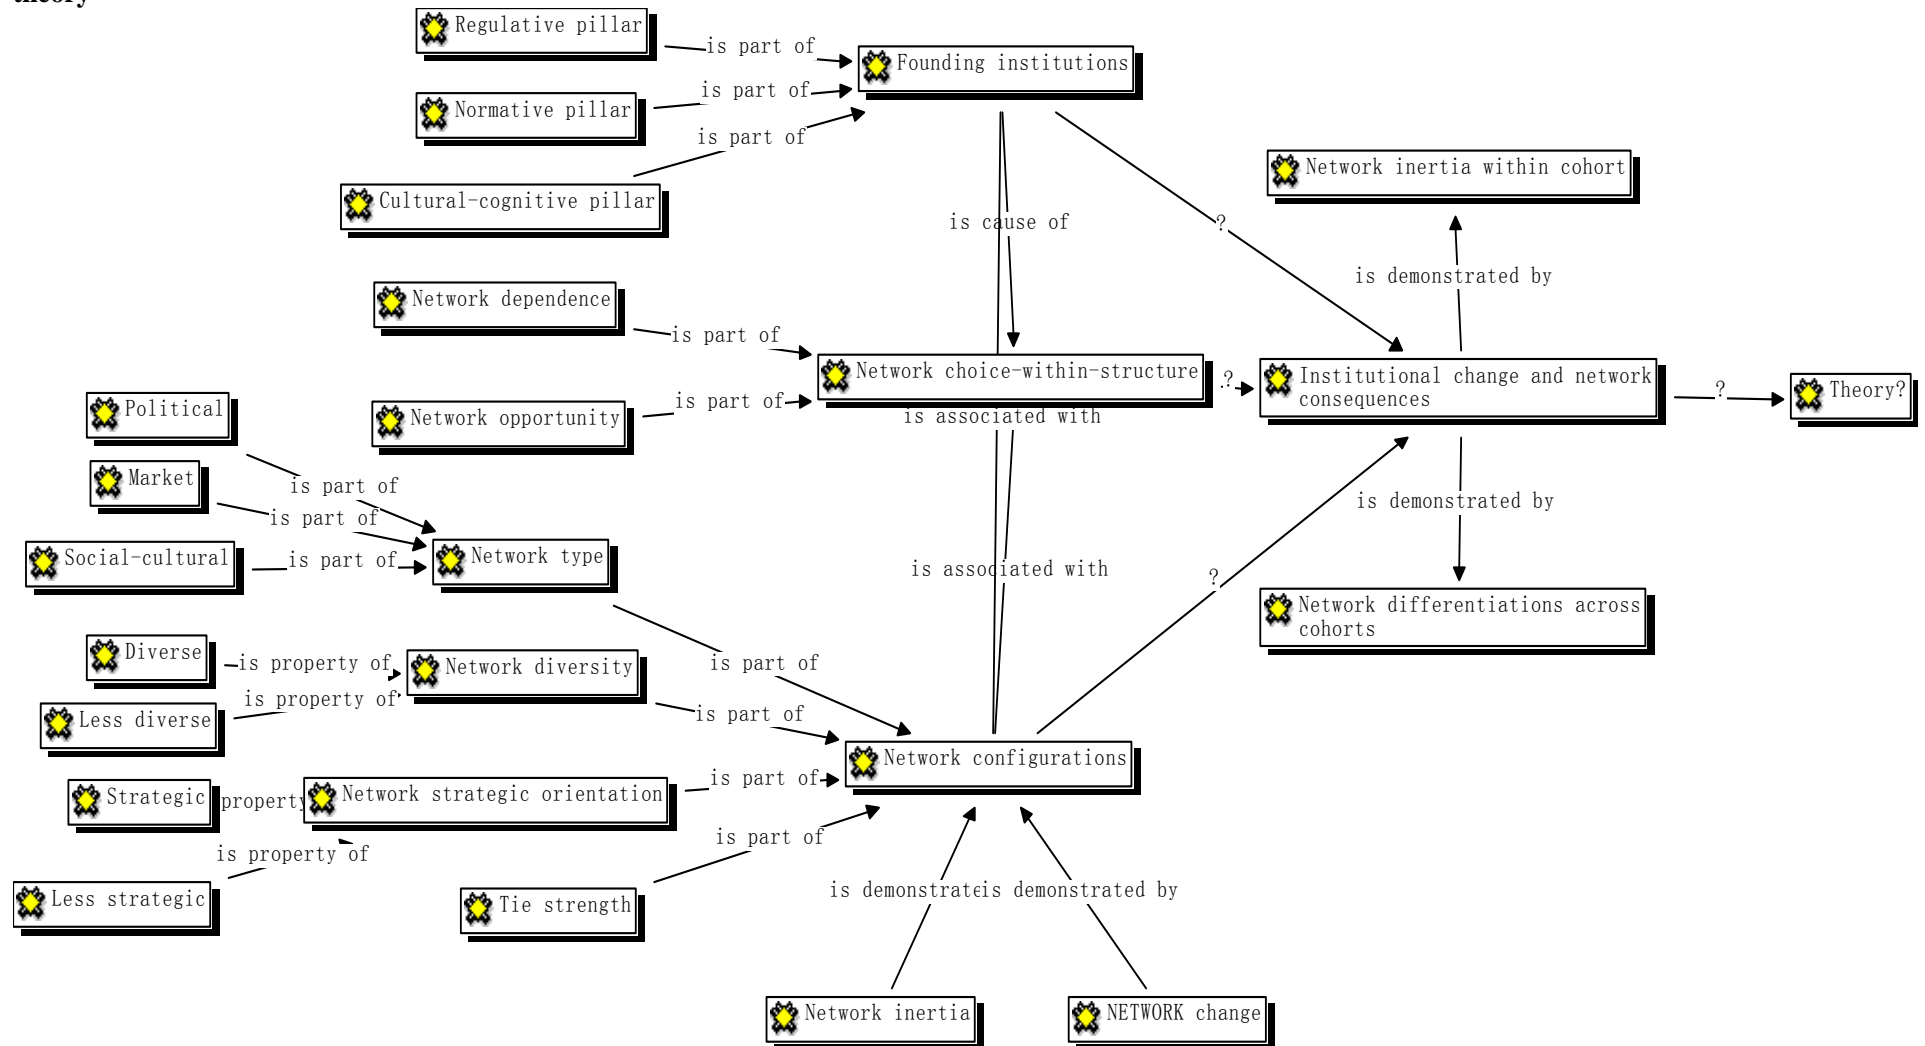 theory
Regulative pillar
is part of
Founding institutions
Normative pillar
is part of
is part of
Cultural-cognitive pillar
Network inertia within cohort
is cause of
?
is demonstrated by
Network dependence
is part of
Network choice-within-structure
?
Institutional change and network
consequences
?
Theory?
Political
Network opportunity
is part of
is associated with
Market
is part of
is part of
is demonstrated by
Social-cultural
is part of
Network type
is associated with
?
Network differentiations across
cohorts
Diverse
is property of
Network diversity
is part of
Less diverse
is property of
is part of
Network configurations
Strategic
property
Network strategic orientation
is part of
is property of
is part of
Less strategic
Tie strength
is demonstrate
is demonstrated by
Network inertia
NETWORK change